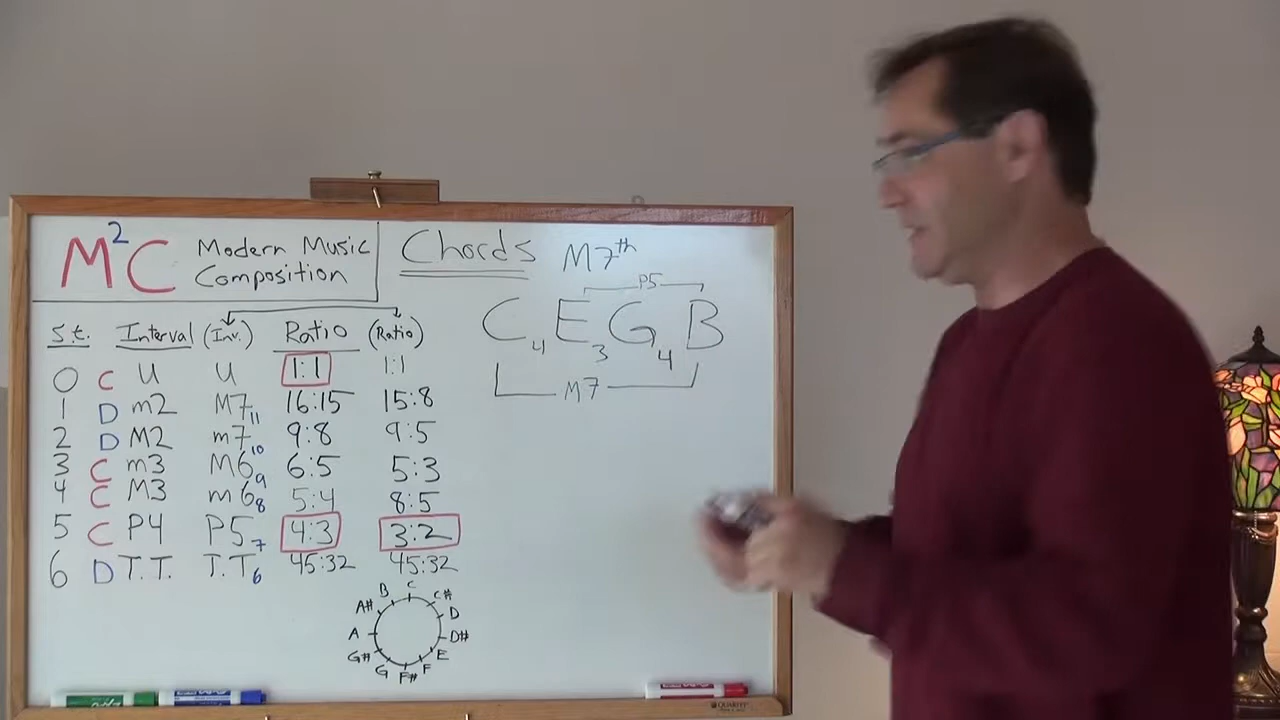 M²C Modern Music Composition
Chords M7th
P5
C 4 E 3 G 4 B
M7
S.t. Interval (Inv.) Ratio (Ratio)
0 C U U 1:1 1:1
1 D m2 M7 11 16:15 15:8
2 D M2 m7 10 9:8 9:5
3 C m3 M6 9 6:5 5:3
4 C M3 m6 8 5:4 8:5
5 C P4 P5 7 4:3 3:2
6 D T.T. T.T 6 45:32 45:32
C
C#
D
D#
E
F
F#
G
G#
A
A#
B
QUARTET